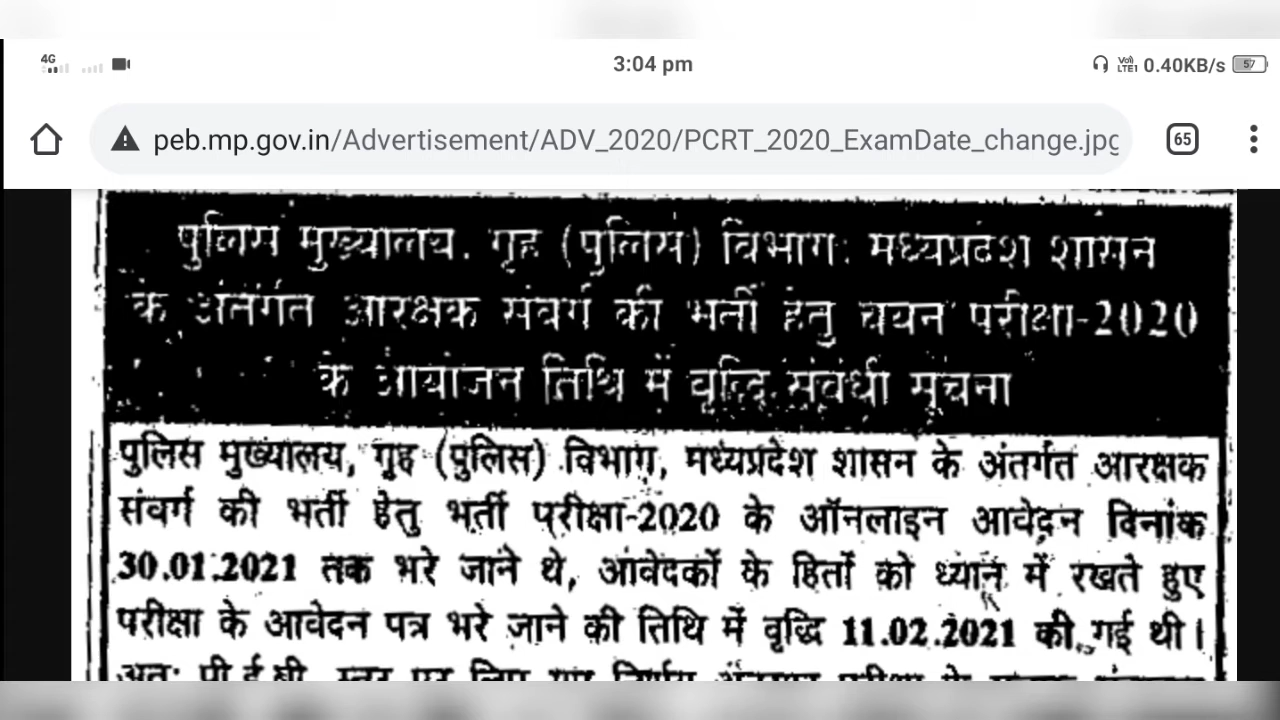 4G 3:04 pm Vo) LTE1 0.40KB/s 57
peb.mp.gov.in/Advertisement/ADV_2020/PCRT_2020_ExamDate_change.jpg 65
पुलिस मुख्यालय. गृह (पुलिस) विभाग: मध्यप्रदेश शासन
के अंतर्गत आरक्षक संवर्ग की भर्ती हेतु चयन परीक्षा-2020
के आयोजन तिथि में वृद्धि संबंधी सूचना
पुलिस मुख्यालय, गृह (पुलिस) विभाग, मध्यप्रदेश शासन के अंतर्गत आरक्षक
संवर्ग की भर्ती हेतु भर्ती परीक्षा-2020 के ऑनलाइन आवेदन दिनांक
30.01.2021 तक भरे जाने थे, आवेदकों के हितों को ध्यान में रखते हुए
परीक्षा के आवेदन पत्र भरे जाने की तिथि में वृद्धि 11.02.2021 की गई थी।
अतः पी.ई.बी.